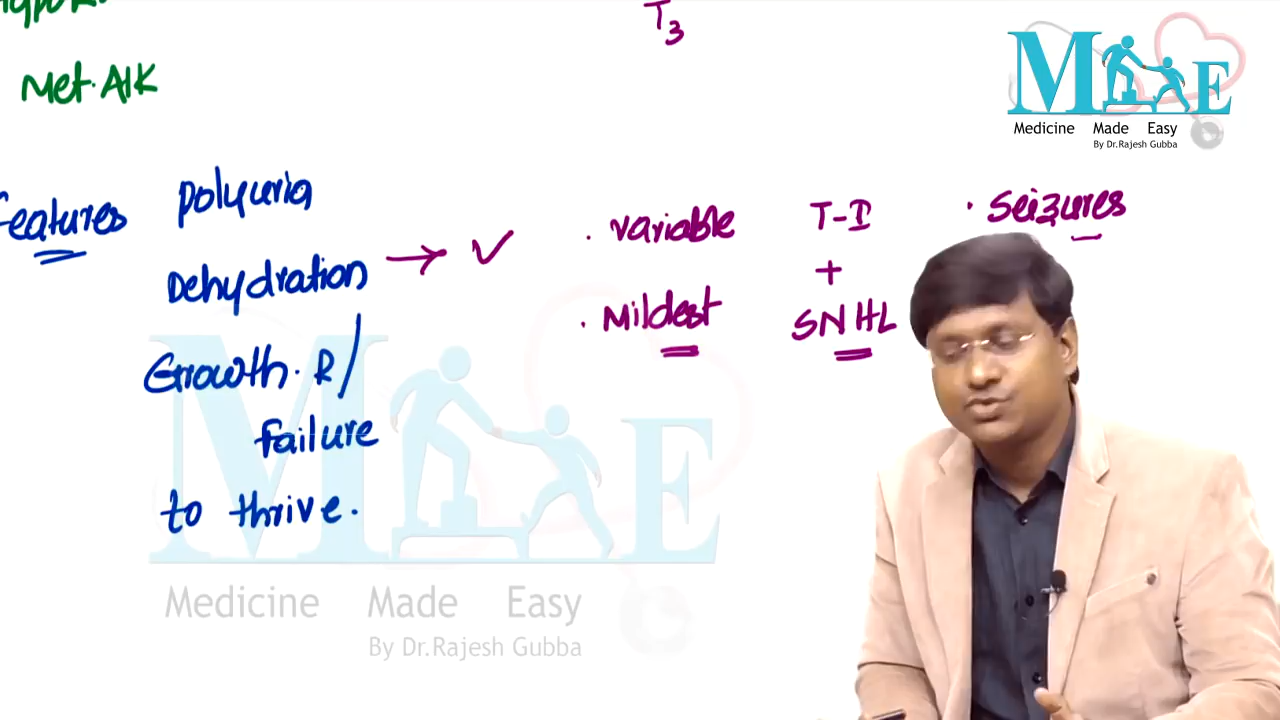 T3
Met. Alk
features
polyuria
Dehydration → ✓
Growth. R/
failure
to thrive.
. variable
. Mildest
T-I
+
SNHL
. Seizures
M E
Medicine Made Easy
By Dr.Rajesh Gubba
M E
Medicine Made Easy
By Dr.Rajesh Gubba